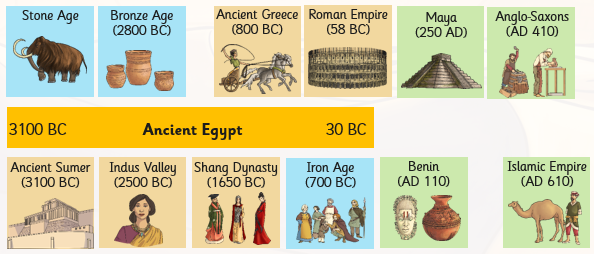 Stone Age
Bronze Age
(2800 BC)
Ancient Greece
(800 BC)
Roman Empire
(58 BC)
Maya
(250 AD)
Anglo-Saxons
(AD 410)
3100 BC Ancient Egypt 30 BC
Ancient Sumer
(3100 BC)
Indus Valley
(2500 BC)
Shang Dynasty
(1650 BC)
Iron Age
(700 BC)
Benin
(AD 110)
Islamic Empire
(AD 610)